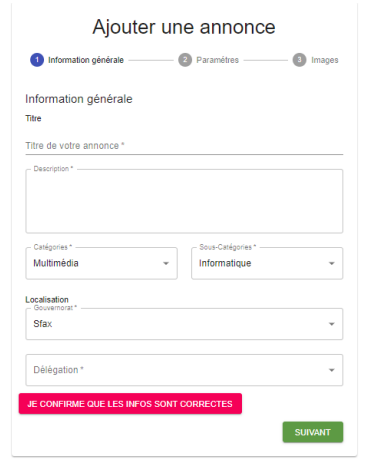 Ajouter une annonce
1 Information générale 2 Paramétres 3 Images
Information générale
Titre
Titre de votre annonce *
Description *
Catégories * Sous-Catégories *
Multimédia Informatique
Localisation
Gouvernorat *
Sfax
Délégation *
JE CONFIRME QUE LES INFOS SONT CORRECTES
SUIVANT